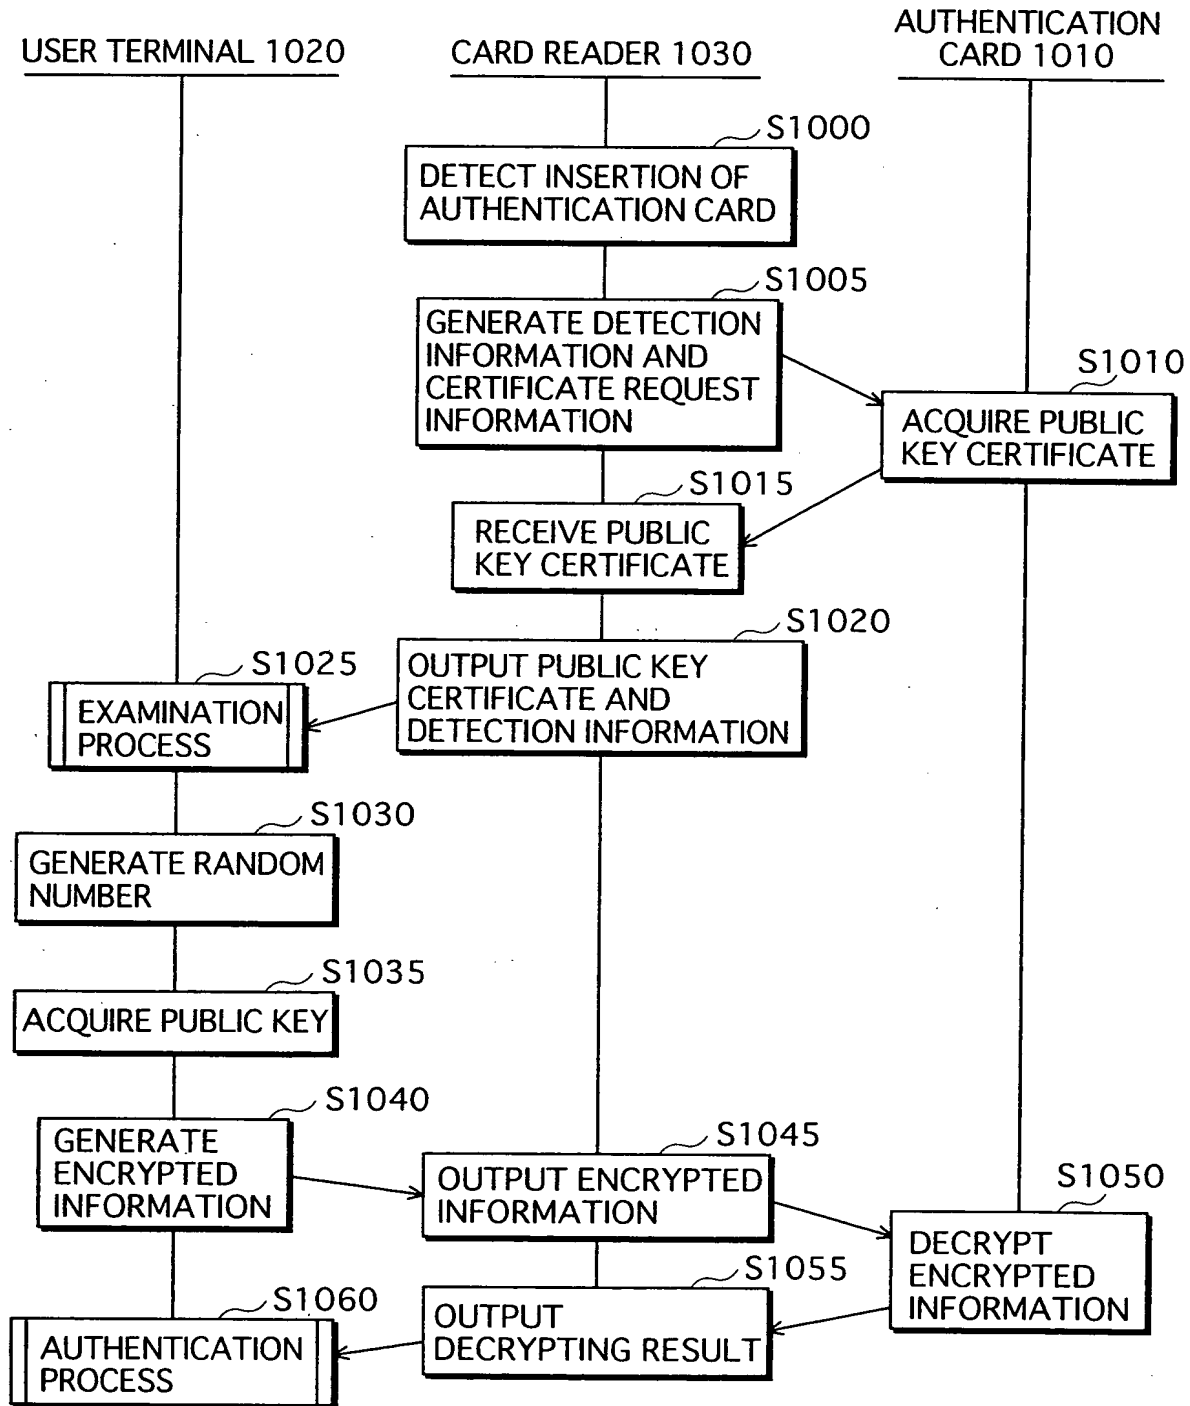 USER TERMINAL 1020
CARD READER 1030
AUTHENTICATION
CARD 1010
S1000
DETECT INSERTION OF
AUTHENTICATION CARD
S1005
GENERATE DETECTION
INFORMATION AND
CERTIFICATE REQUEST
INFORMATION
S1010
ACQUIRE PUBLIC
KEY CERTIFICATE
S1015
RECEIVE PUBLIC
KEY CERTIFICATE
S1020
OUTPUT PUBLIC KEY
CERTIFICATE AND
DETECTION INFORMATION
S1025
EXAMINATION
PROCESS
S1030
GENERATE RANDOM
NUMBER
S1035
ACQUIRE PUBLIC KEY
S1040
GENERATE
ENCRYPTED
INFORMATION
S1045
OUTPUT ENCRYPTED
INFORMATION
S1050
DECRYPT
ENCRYPTED
INFORMATION
S1055
OUTPUT
DECRYPTING RESULT
S1060
AUTHENTICATION
PROCESS